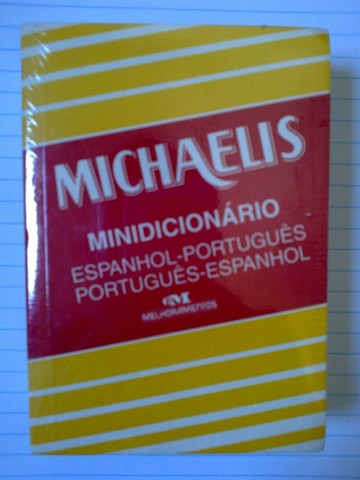 MICHAELIS
MINIDICIONÁRIO
ESPANHOL-PORTUGUÊS
PORTUGUÊS-ESPANHOL
MELHORAMENTOS